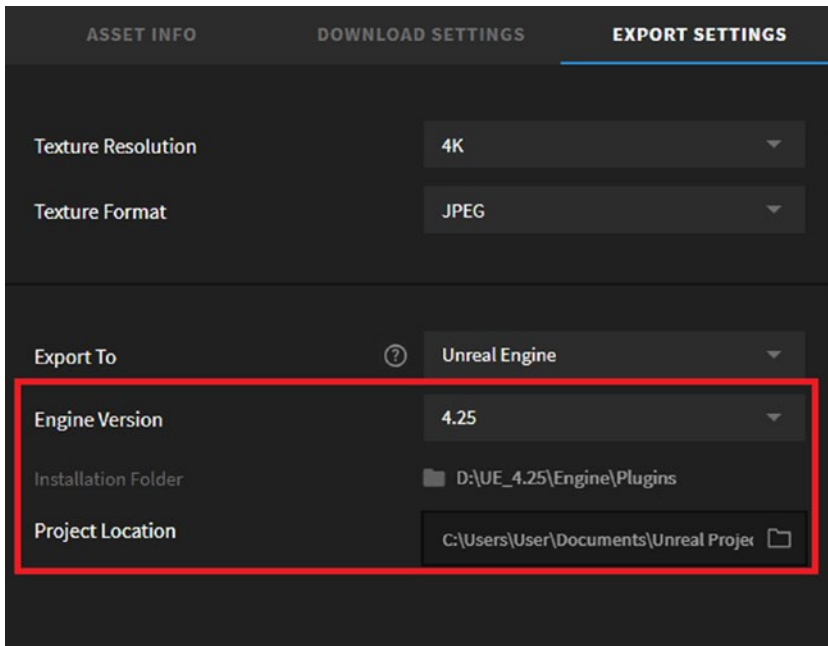 ASSET INFO DOWNLOAD SETTINGS EXPORT SETTINGS
Texture Resolution 4K
Texture Format JPEG
Export To ? Unreal Engine
Engine Version 4.25
Installation Folder D:\UE_4.25\Engine\Plugins
Project Location C:\Users\User\Documents\Unreal Projec